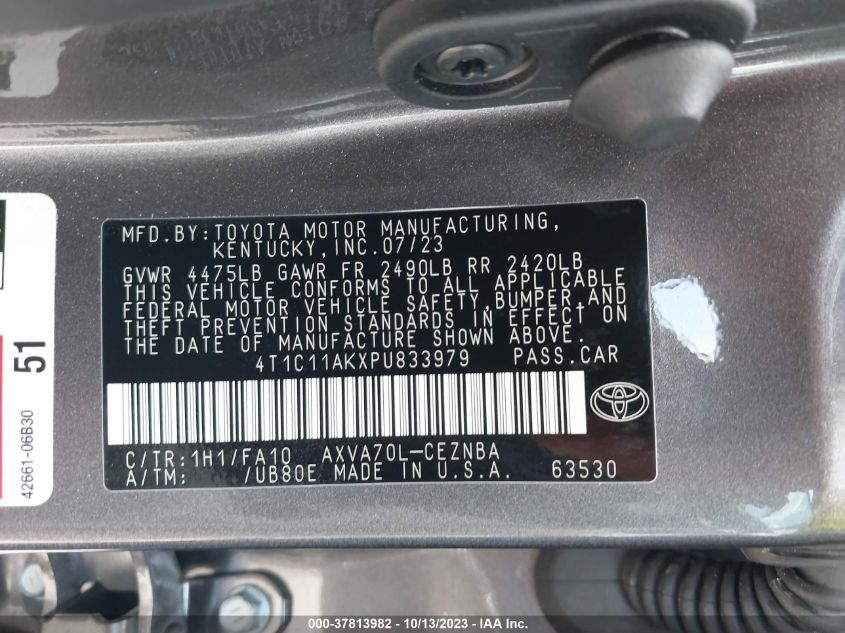 MFD.BY:TOYOTA MOTOR MANUFACTURING,
KENTUCKY,INC.07/23
GVWR 4475LB GAWR FR 2490LB RR 2420LB
THIS VEHICLE CONFORMS TO ALL APPLICABLE
FEDERAL MOTOR VEHICLE SAFETY,BUMPER,AND
THEFT PREVENTION STANDARDS IN EFFECT ON
THE DATE OF MANUFACTURE SHOWN ABOVE.
4T1C11AKXPU833979 PASS.CAR
C/TR:1H1/FA10 AXVA70L-CEZNBA
A/TM: /UB80E MADE IN U.S.A. 63530
51
42661-06B30
000-37813982 - 10/13/2023 - IAA Inc.